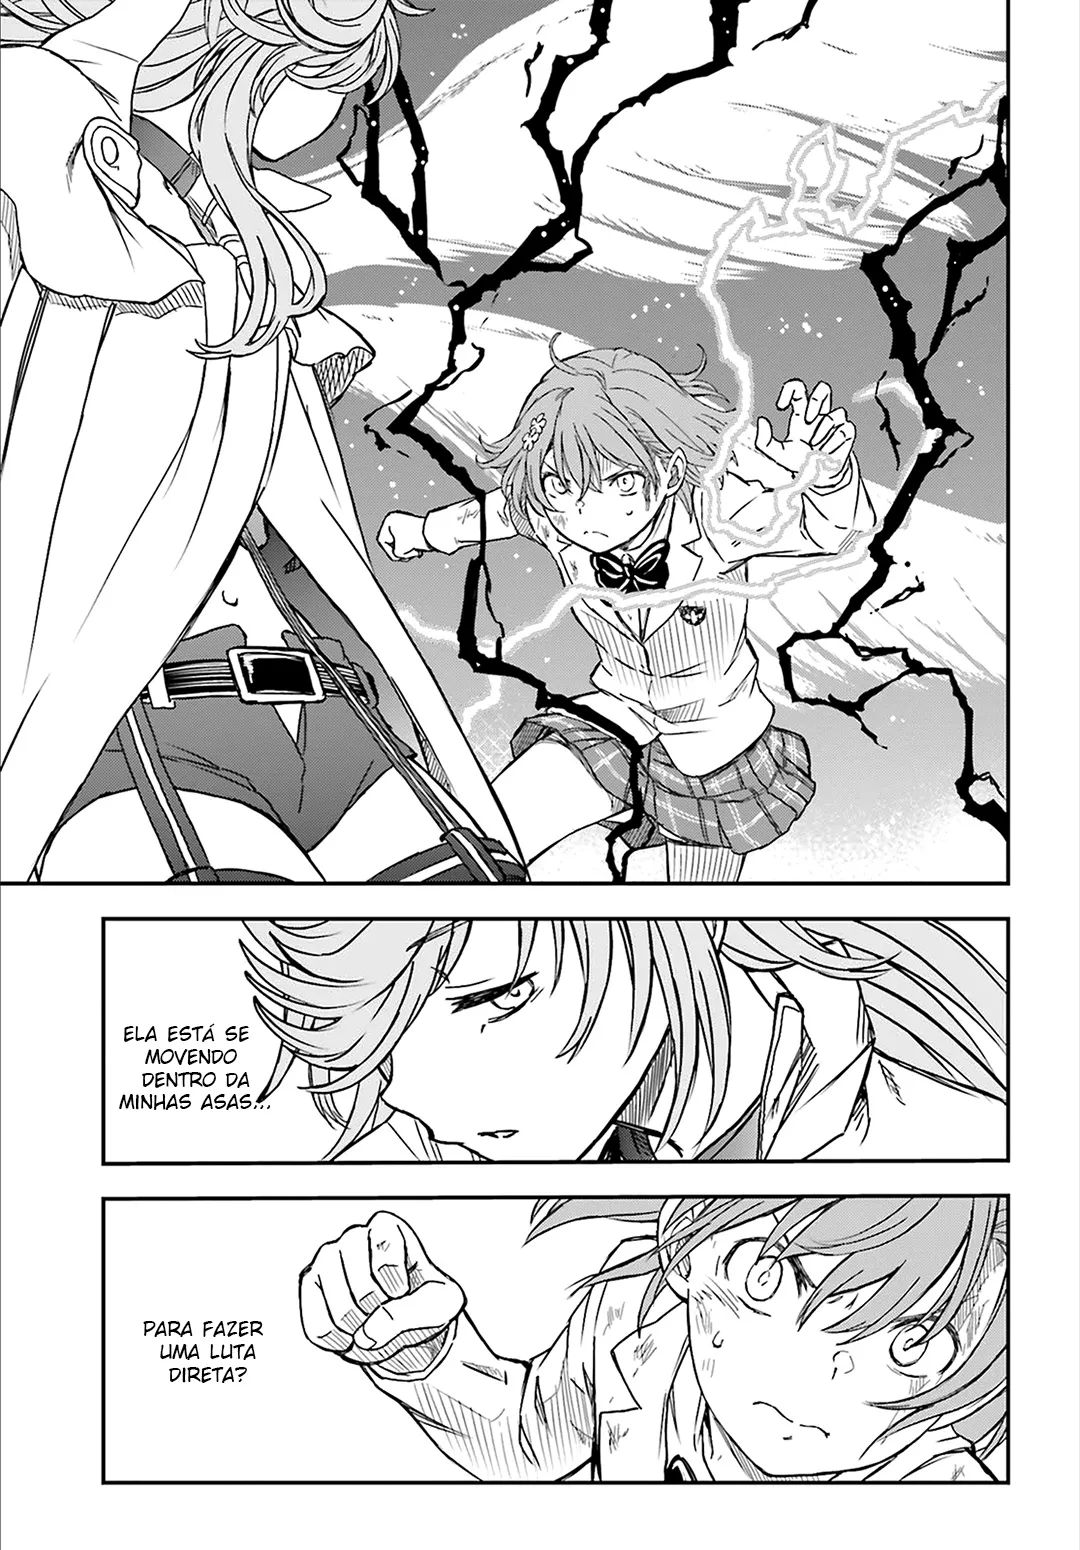 ELA ESTÁ SE
MOVENDO
DENTRO DA
MINHAS ASAS...
PARA FAZER
UMA LUTA
DIRETA?